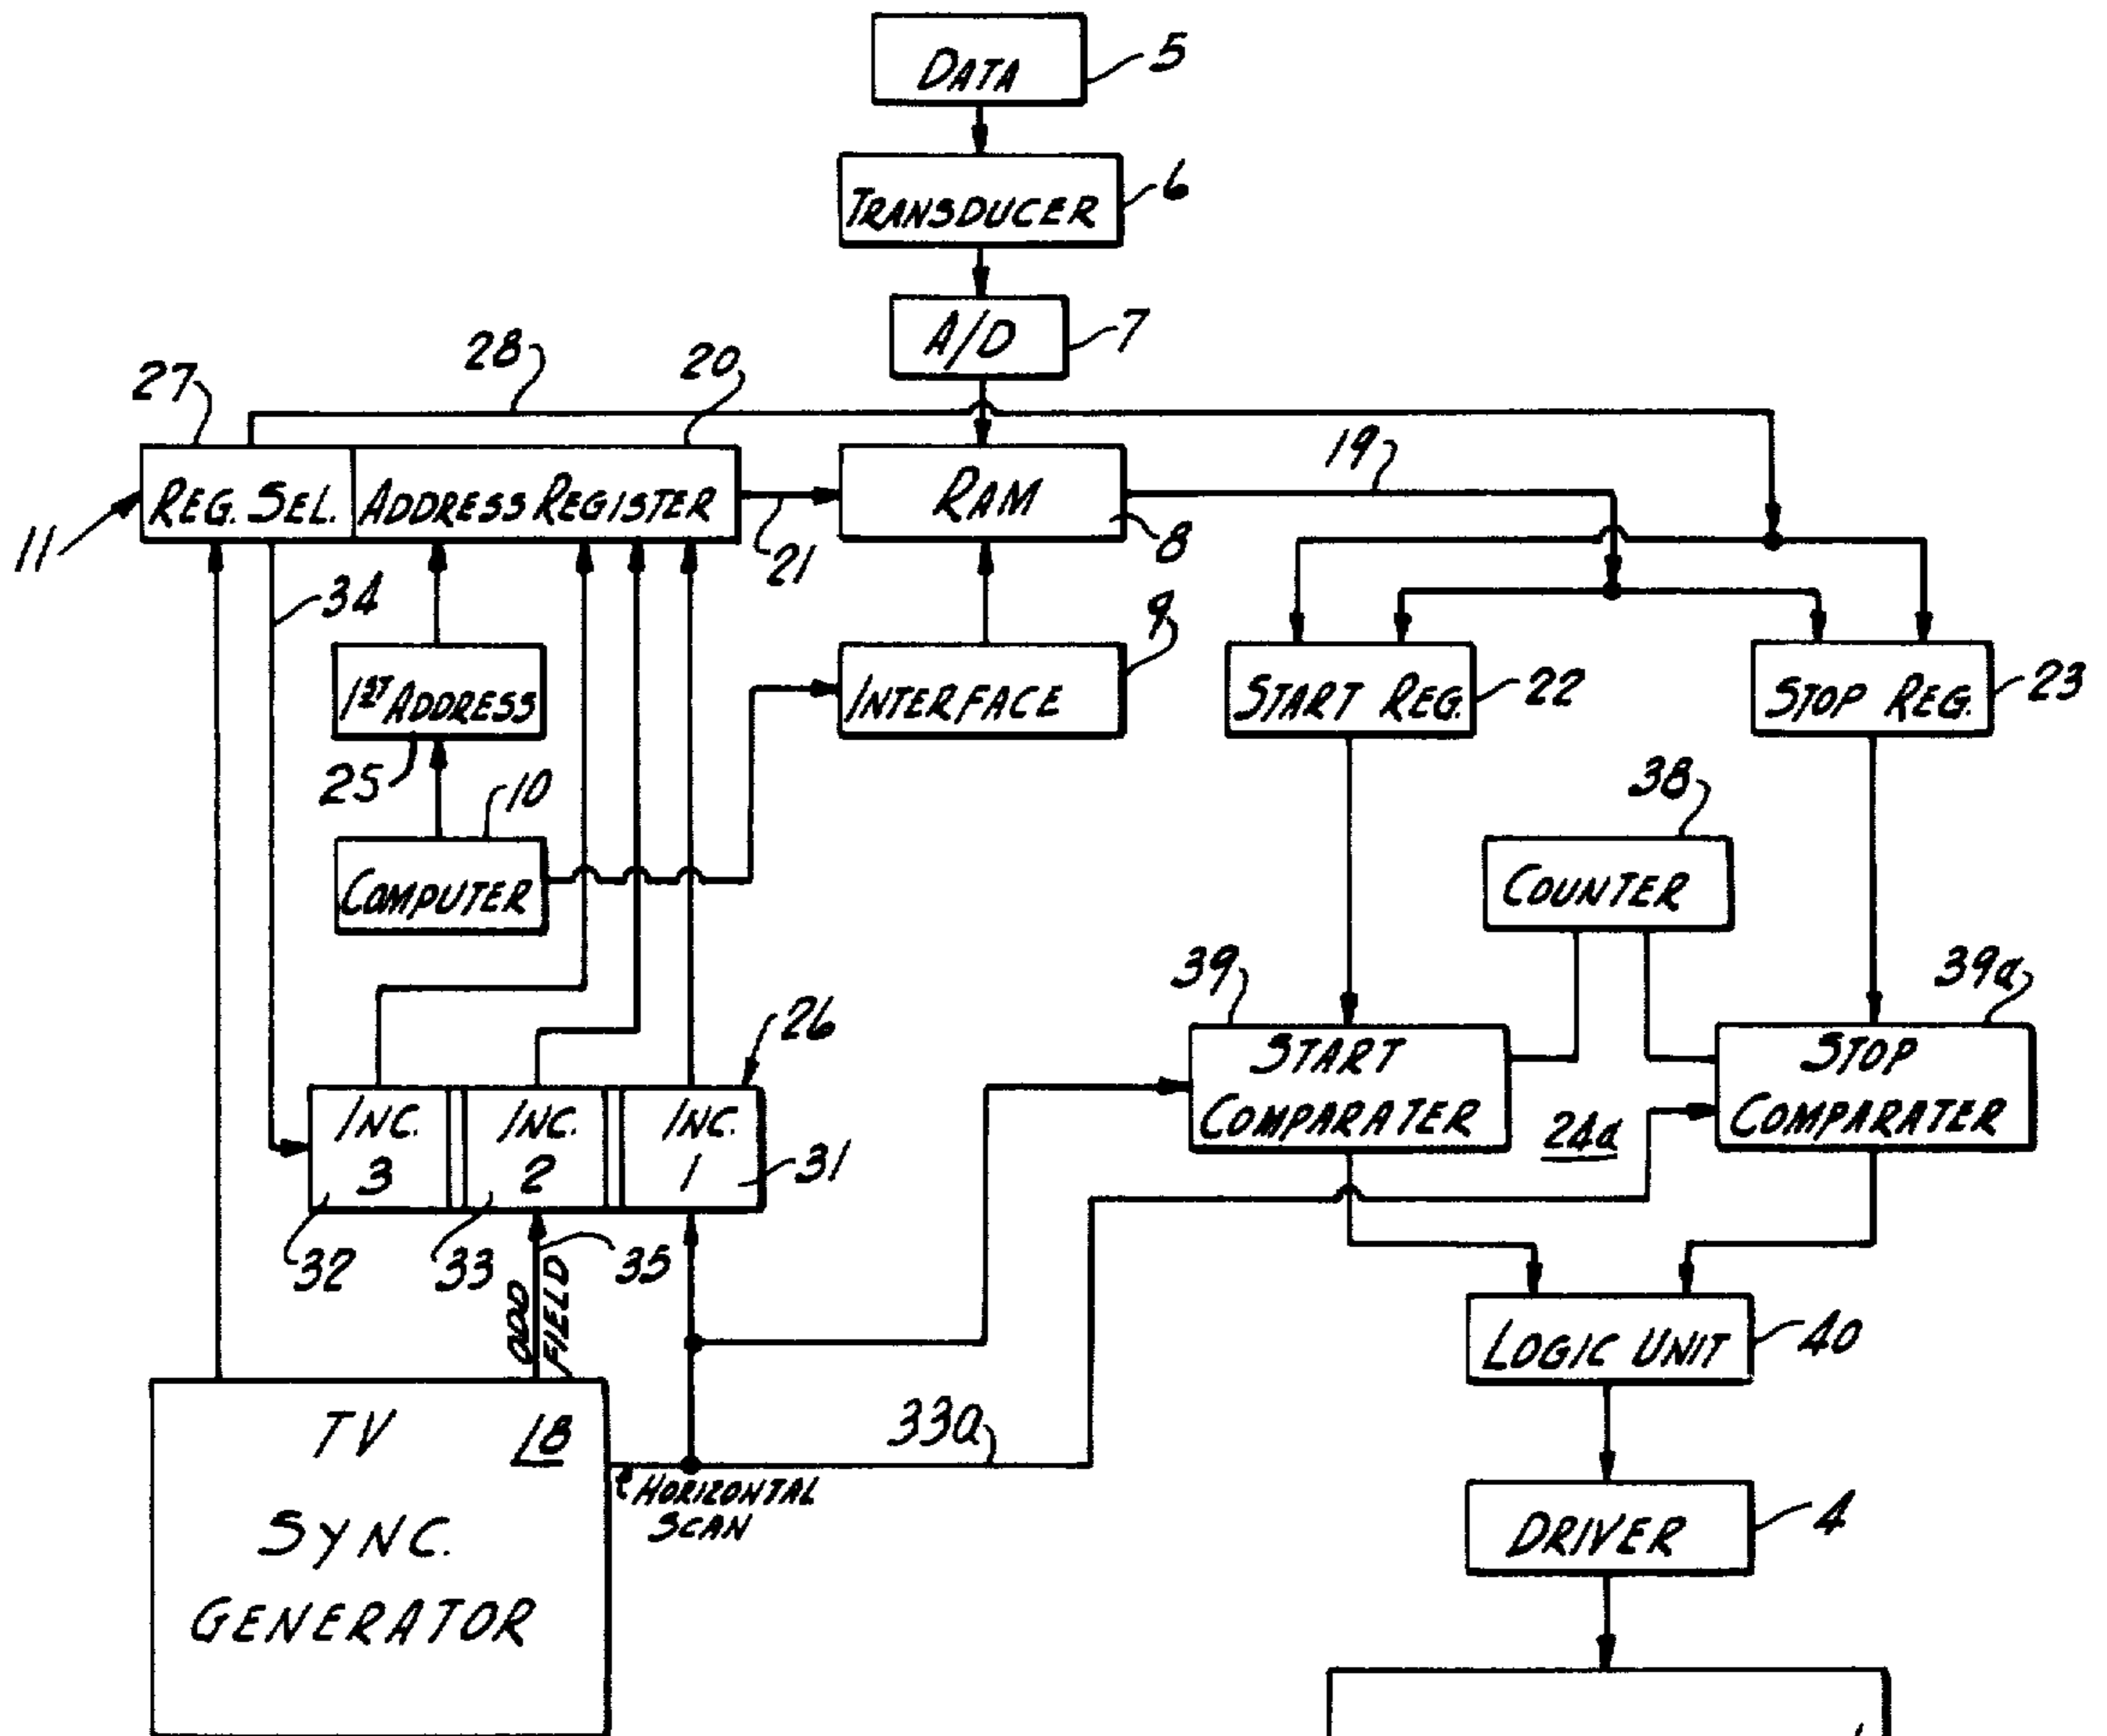 DATA
5
TRANSDUCER
6
A/D
7
27
28
20
REG. SEL.
ADDRESS REGISTER
11
21
RAM
8
19
34
1ST ADDRESS
25
INTERFACE
9
START REG.
22
STOP REG.
23
10
COMPUTER
38
COUNTER
26
39
START
COMPARATER
24a
39a
STOP
COMPARATER
INC.
3
INC.
2
INC.
1
31
32
33
35
ODD
FIELD
LOGIC UNIT
40
TV
SYNC.
GENERATOR
18
33a
HORIZONTAL
SCAN
DRIVER
4